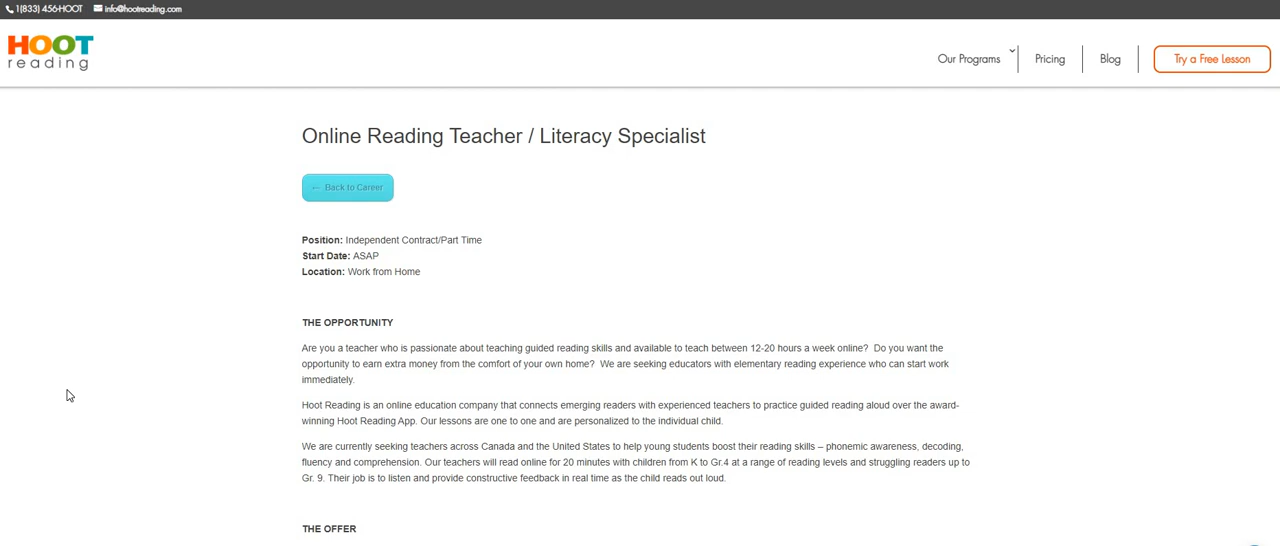 1(833) 456-HOOT info@hootreading.com
HOOT
reading
Our Programs Pricing Blog Try a Free Lesson
Online Reading Teacher / Literacy Specialist
← Back to Career
Position: Independent Contract/Part Time
Start Date: ASAP
Location: Work from Home
THE OPPORTUNITY
Are you a teacher who is passionate about teaching guided reading skills and available to teach between 12-20 hours a week online? Do you want the
opportunity to earn extra money from the comfort of your own home? We are seeking educators with elementary reading experience who can start work
immediately.
Hoot Reading is an online education company that connects emerging readers with experienced teachers to practice guided reading aloud over the award-
winning Hoot Reading App. Our lessons are one to one and are personalized to the individual child.
We are currently seeking teachers across Canada and the United States to help young students boost their reading skills – phonemic awareness, decoding,
fluency and comprehension. Our teachers will read online for 20 minutes with children from K to Gr.4 at a range of reading levels and struggling readers up to
Gr. 9. Their job is to listen and provide constructive feedback in real time as the child reads out loud.
THE OFFER